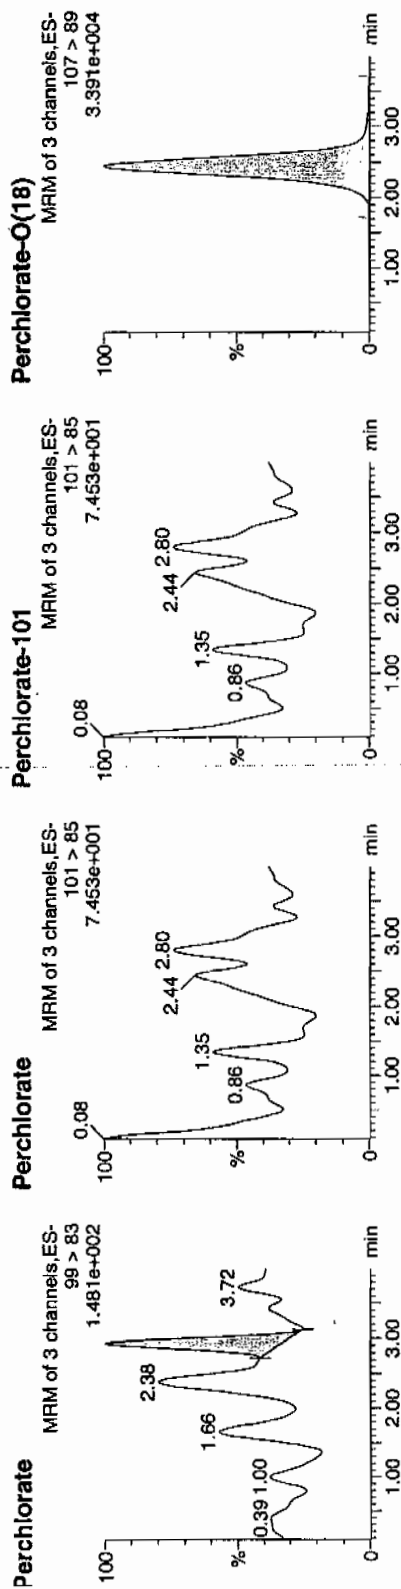 Perchlorate
MRM of 3 channels,ES-
99 > 83
1.481e+002
100
%
0
0.39
1.00
1.66
2.38
3.72
1.00
2.00
3.00
min
Perchlorate
MRM of 3 channels,ES-
101 > 85
7.453e+001
100
%
0
0.08
0.86
1.35
2.44
2.80
1.00
2.00
3.00
min
Perchlorate-101
MRM of 3 channels,ES-
101 > 85
7.453e+001
100
%
0
0.08
0.86
1.35
2.44
2.80
1.00
2.00
3.00
min
Perchlorate-O(18)
MRM of 3 channels,ES-
107 > 89
3.391e+004
100
%
0
1.00
2.00
3.00
min